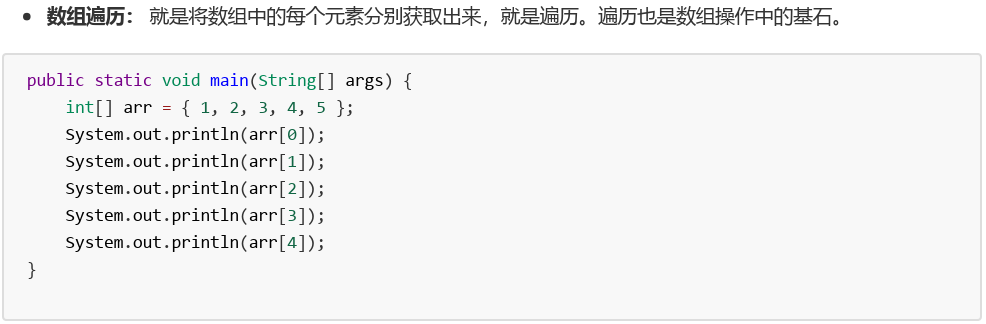 • 数组遍历： 就是将数组中的每个元素分别获取出来，就是遍历。遍历也是数组操作中的基石。
public static void main(String[] args) {
    int[] arr = { 1, 2, 3, 4, 5 };
    System.out.println(arr[0]);
    System.out.println(arr[1]);
    System.out.println(arr[2]);
    System.out.println(arr[3]);
    System.out.println(arr[4]);
}